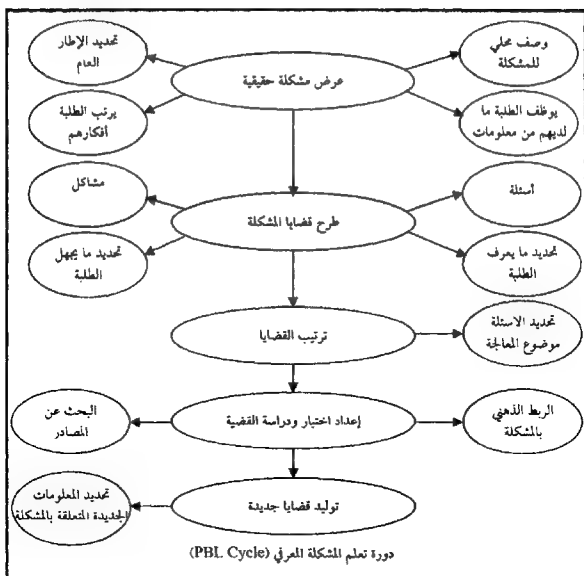 وصف محلي
للمشكلة
تحديد الإطار
العام
عرض مشكلة حقيقية
يوظف الطلبة ما
لديهم من معلومات
يرتب الطلبة
أفكارهم
أسئلة
مشاكل
طرح قضايا المشكلة
تحديد ما يعرف
الطلبة
تحديد ما يجهل
الطلبة
تحديد الاسئلة
موضوع المعالجة
ترتيب القضايا
الربط الذهني
بالمشكلة
إعداد اختبار ودراسة القضية
البحث عن
المصادر
توليد قضايا جديدة
تحديد المعلومات
الجديدة المتعلقة بالمشكلة
دورة تعلم المشكلة المعرفي (PBL Cycle)